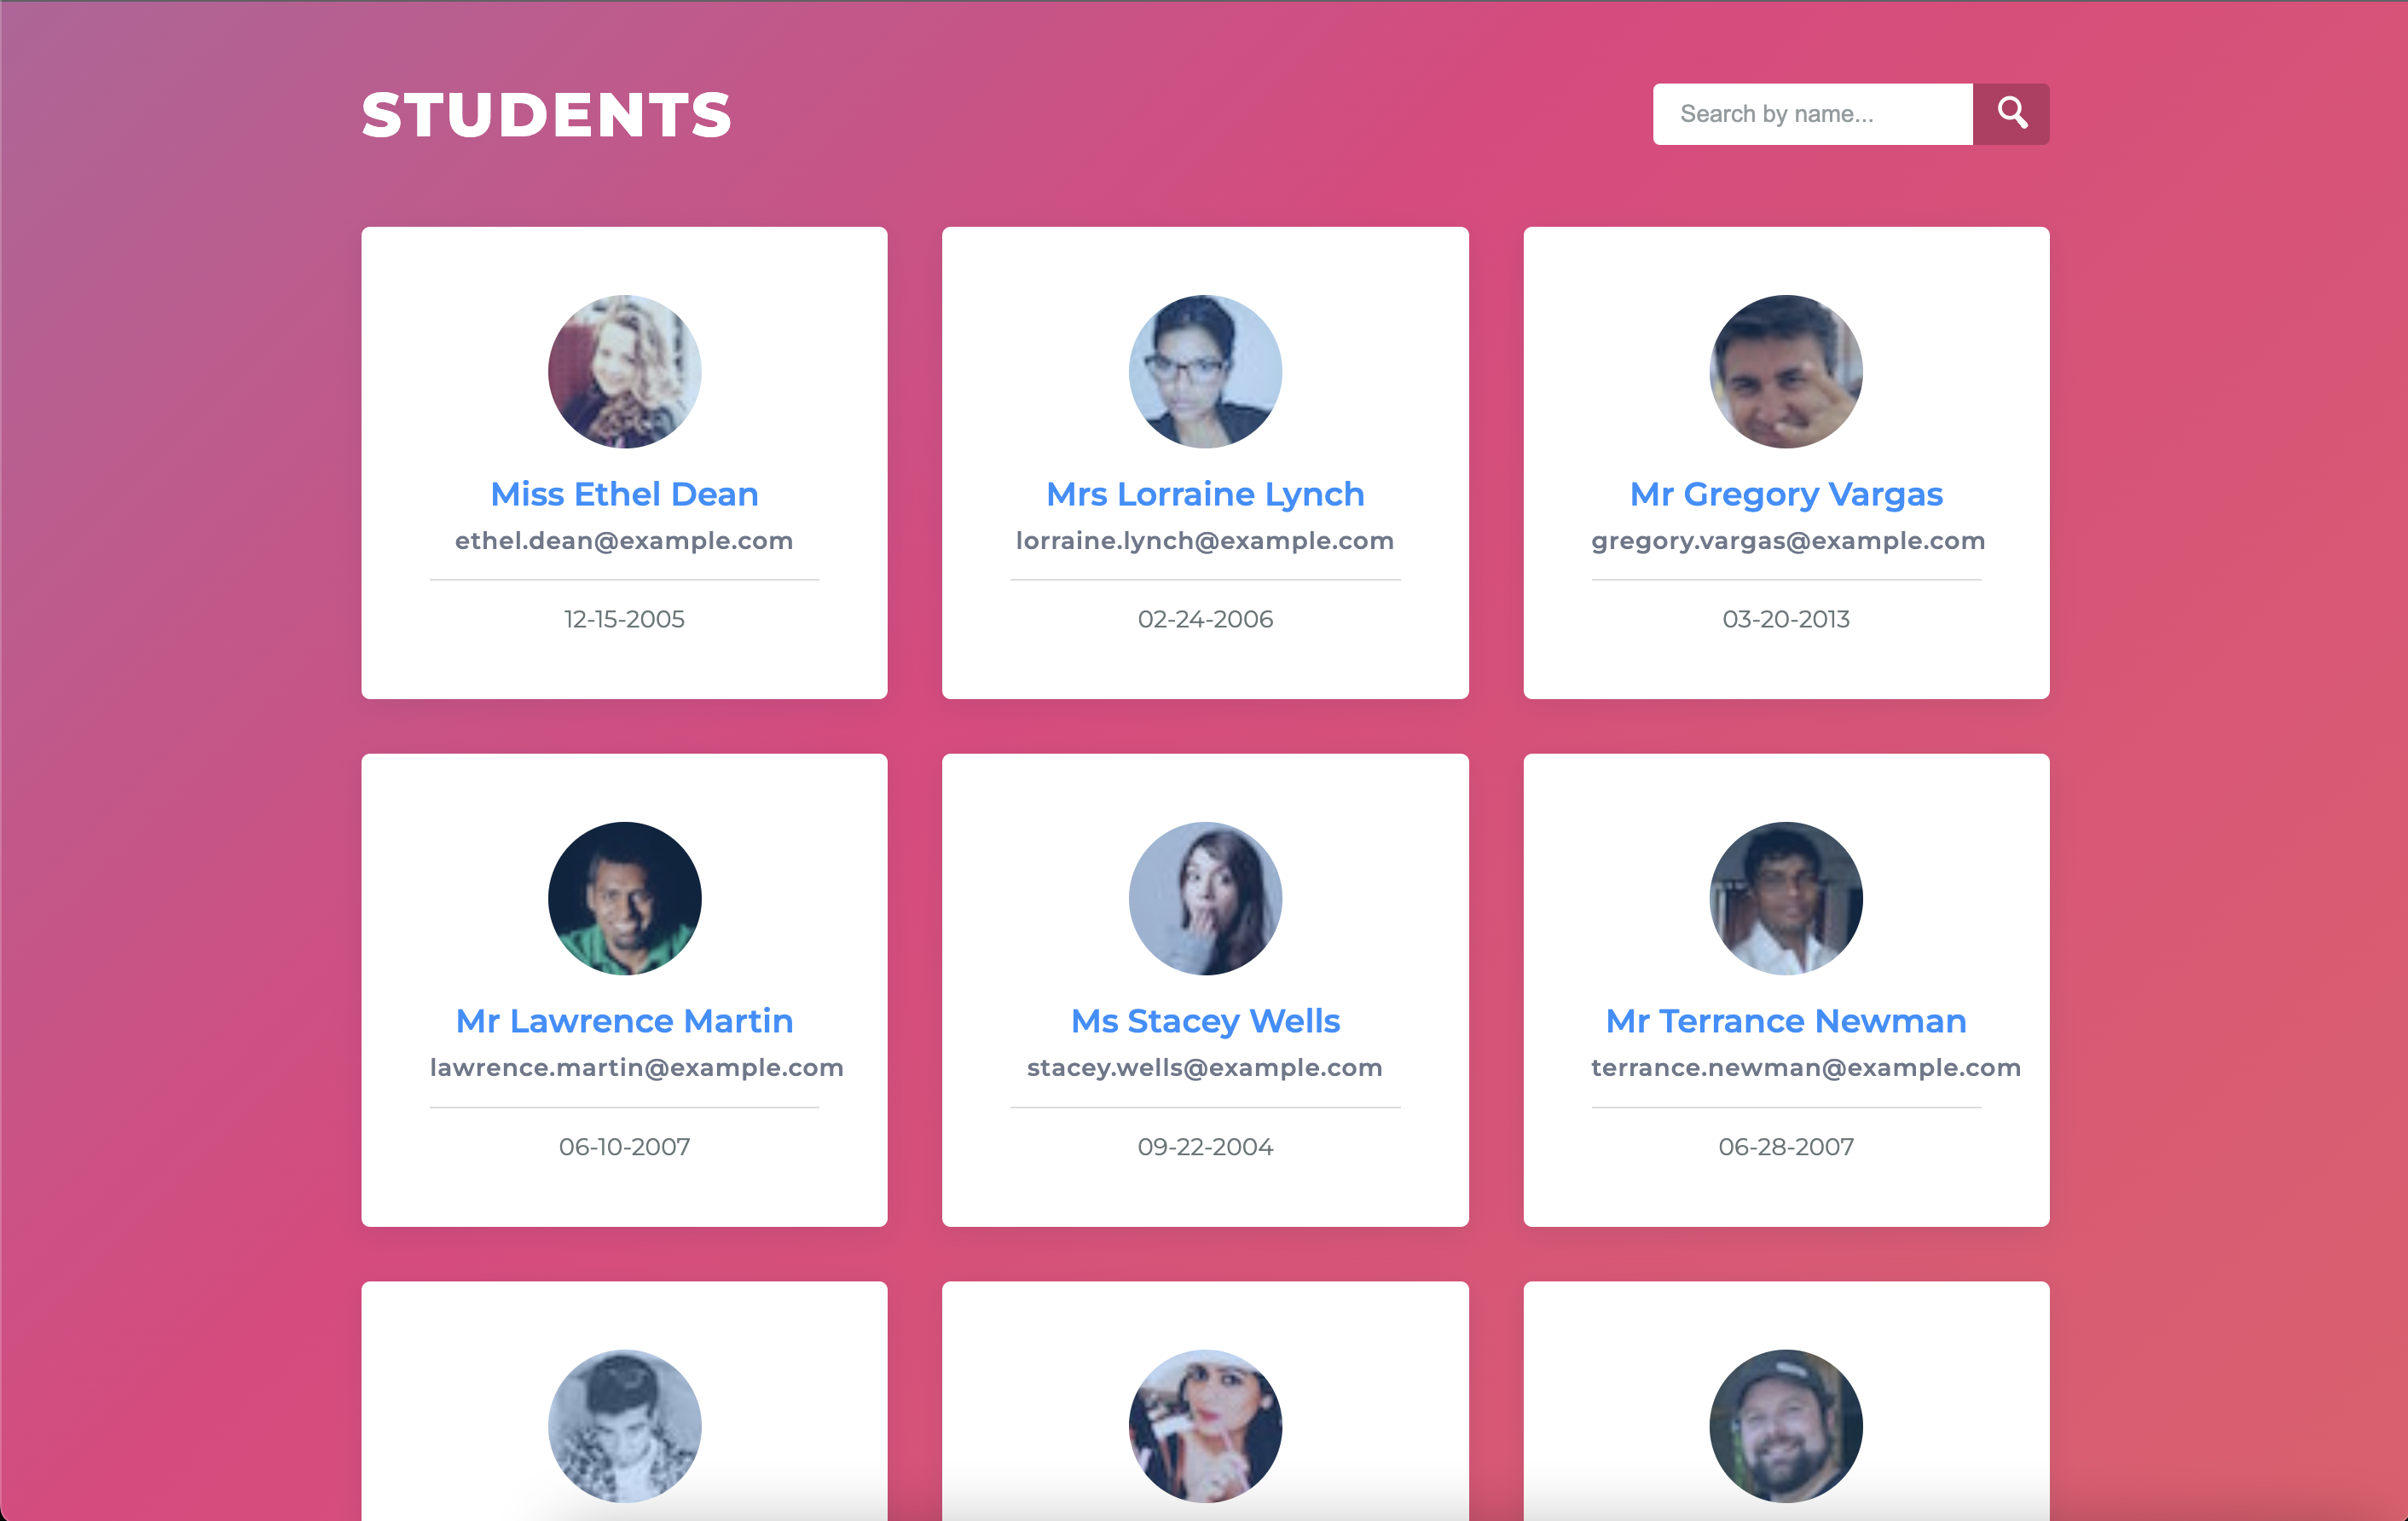 STUDENTS
Search by name...
Miss Ethel Dean
ethel.dean@example.com
12-15-2005
Mrs Lorraine Lynch
lorraine.lynch@example.com
02-24-2006
Mr Gregory Vargas
gregory.vargas@example.com
03-20-2013
Mr Lawrence Martin
lawrence.martin@example.com
06-10-2007
Ms Stacey Wells
stacey.wells@example.com
09-22-2004
Mr Terrance Newman
terrance.newman@example.com
06-28-2007